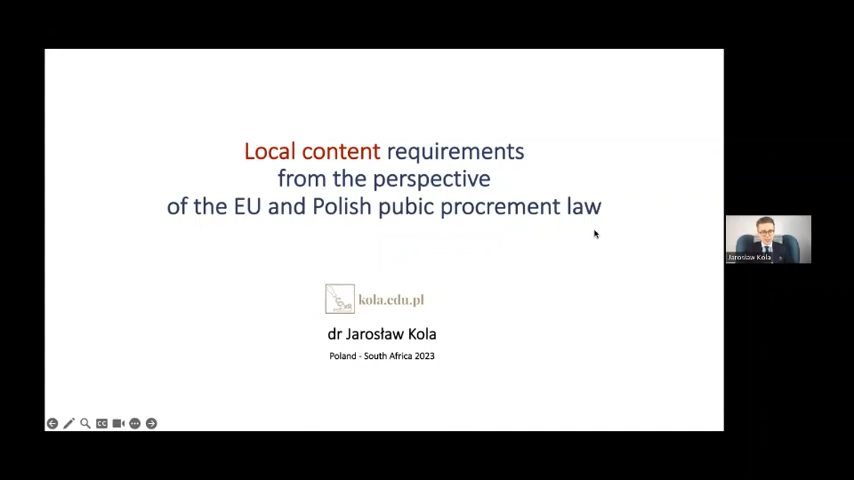 Local content requirements
from the perspective
of the EU and Polish pubic procrement law
kola.edu.pl
dr Jarosław Kola
Poland - South Africa 2023
CC
Jarosław Kola